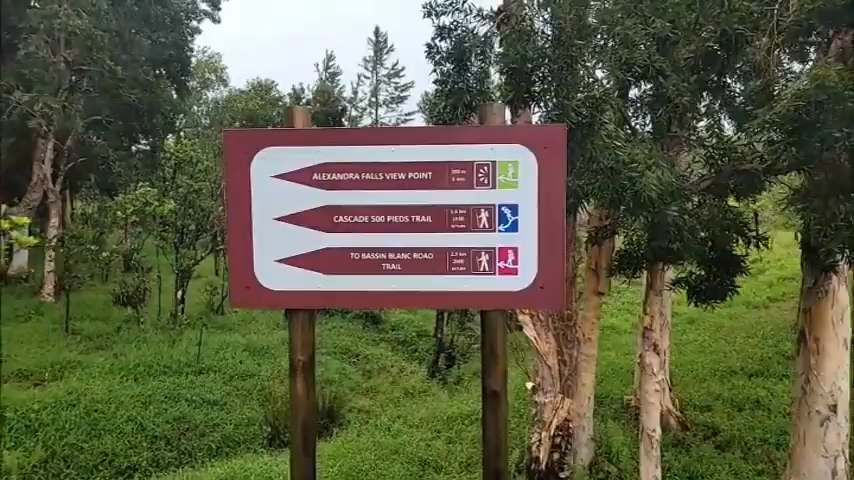 ALEXANDRA FALLS VIEW POINT
CASCADE 500 PIEDS TRAIL
TO BASSIN BLANC ROAD
TRAIL